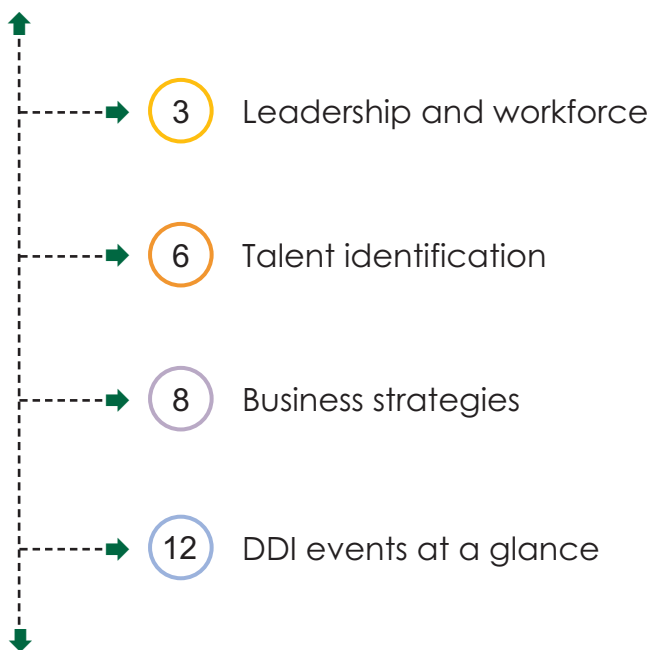 3 Leadership and workforce
6 Talent identification
8 Business strategies
12 DDI events at a glance